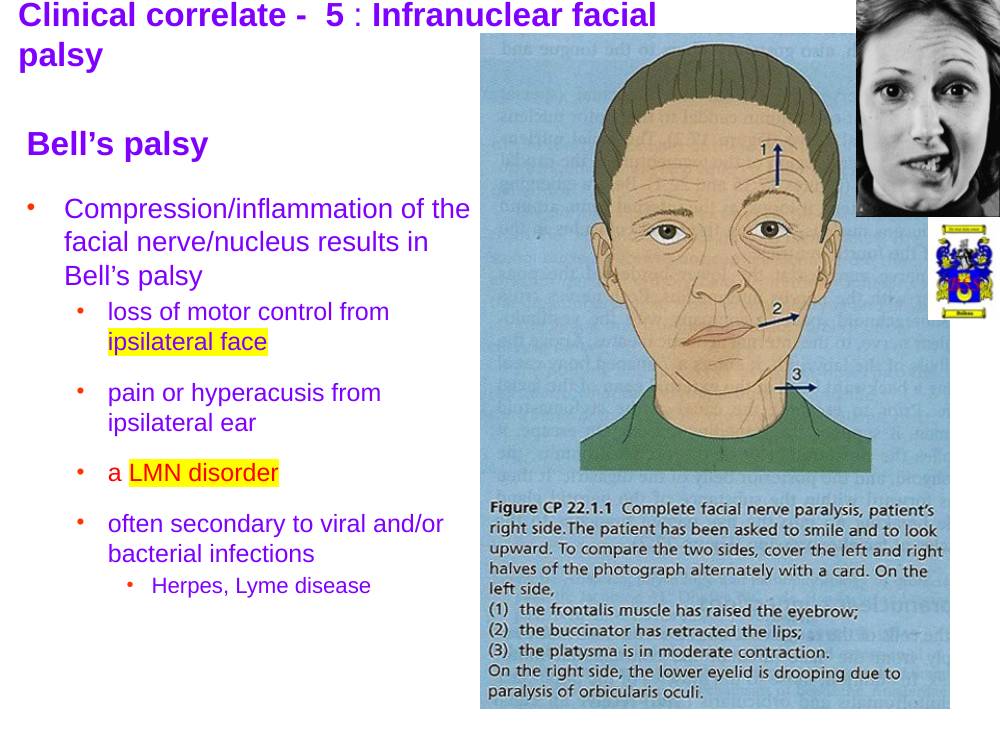 Clinical correlate - 5 : Infranuclear facial
palsy
Bell’s palsy
• Compression/inflammation of the
facial nerve/nucleus results in
Bell’s palsy
• loss of motor control from
ipsilateral face
• pain or hyperacusis from
ipsilateral ear
• a LMN disorder
• often secondary to viral and/or
bacterial infections
• Herpes, Lyme disease
1
2
3
Figure CP 22.1.1 Complete facial nerve paralysis, patient’s
right side.The patient has been asked to smile and to look
upward. To compare the two sides, cover the left and right
halves of the photograph alternately with a card. On the
left side,
(1) the frontalis muscle has raised the eyebrow;
(2) the buccinator has retracted the lips;
(3) the platysma is in moderate contraction.
On the right side, the lower eyelid is drooping due to
paralysis of orbicularis oculi.